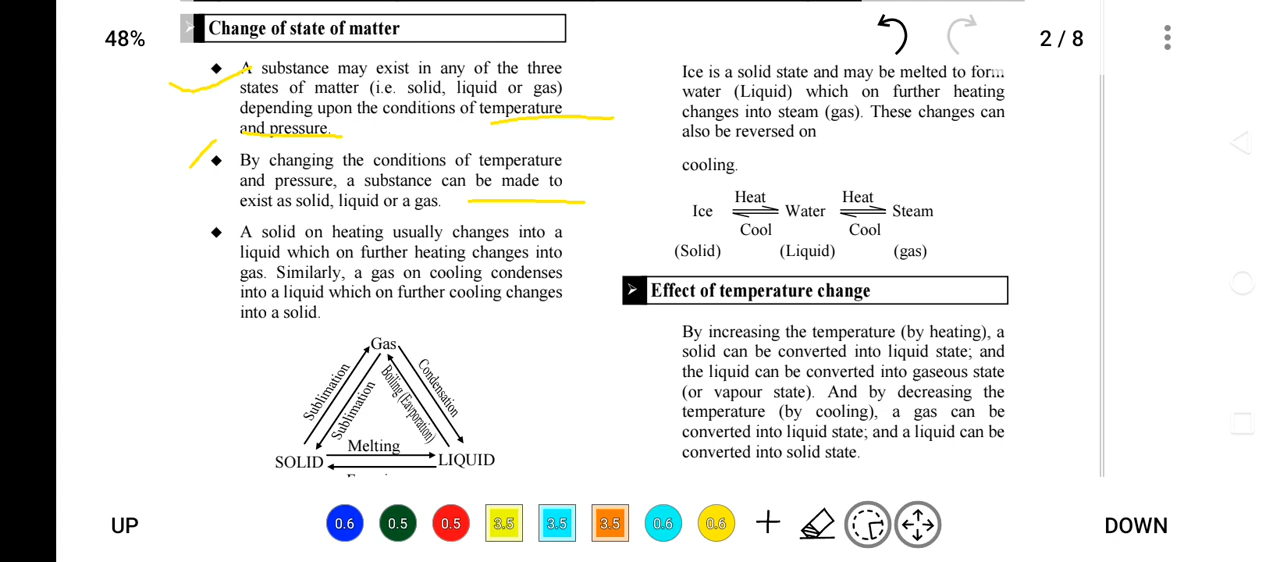 48%
2 / 8
Change of state of matter
A substance may exist in any of the three
states of matter (i.e. solid, liquid or gas)
depending upon the conditions of temperature
and pressure.
By changing the conditions of temperature
and pressure, a substance can be made to
exist as solid, liquid or a gas.
A solid on heating usually changes into a
liquid which on further heating changes into
gas. Similarly, a gas on cooling condenses
into a liquid which on further cooling changes
into a solid.
Gas
Sublimation
Sublimation
Boiling (Eavporation)
Condensation
Melting
SOLID
LIQUID
Ice is a solid state and may be melted to form
water (Liquid) which on further heating
changes into steam (gas). These changes can
also be reversed on
cooling.
Heat Heat
Ice Water Steam
Cool Cool
(Solid) (Liquid) (gas)
Effect of temperature change
By increasing the temperature (by heating), a
solid can be converted into liquid state; and
the liquid can be converted into gaseous state
(or vapour state). And by decreasing the
temperature (by cooling), a gas can be
converted into liquid state; and a liquid can be
converted into solid state.
UP
0.6 0.5 0.5 3.5 3.5 3.5 0.6 0.6
DOWN